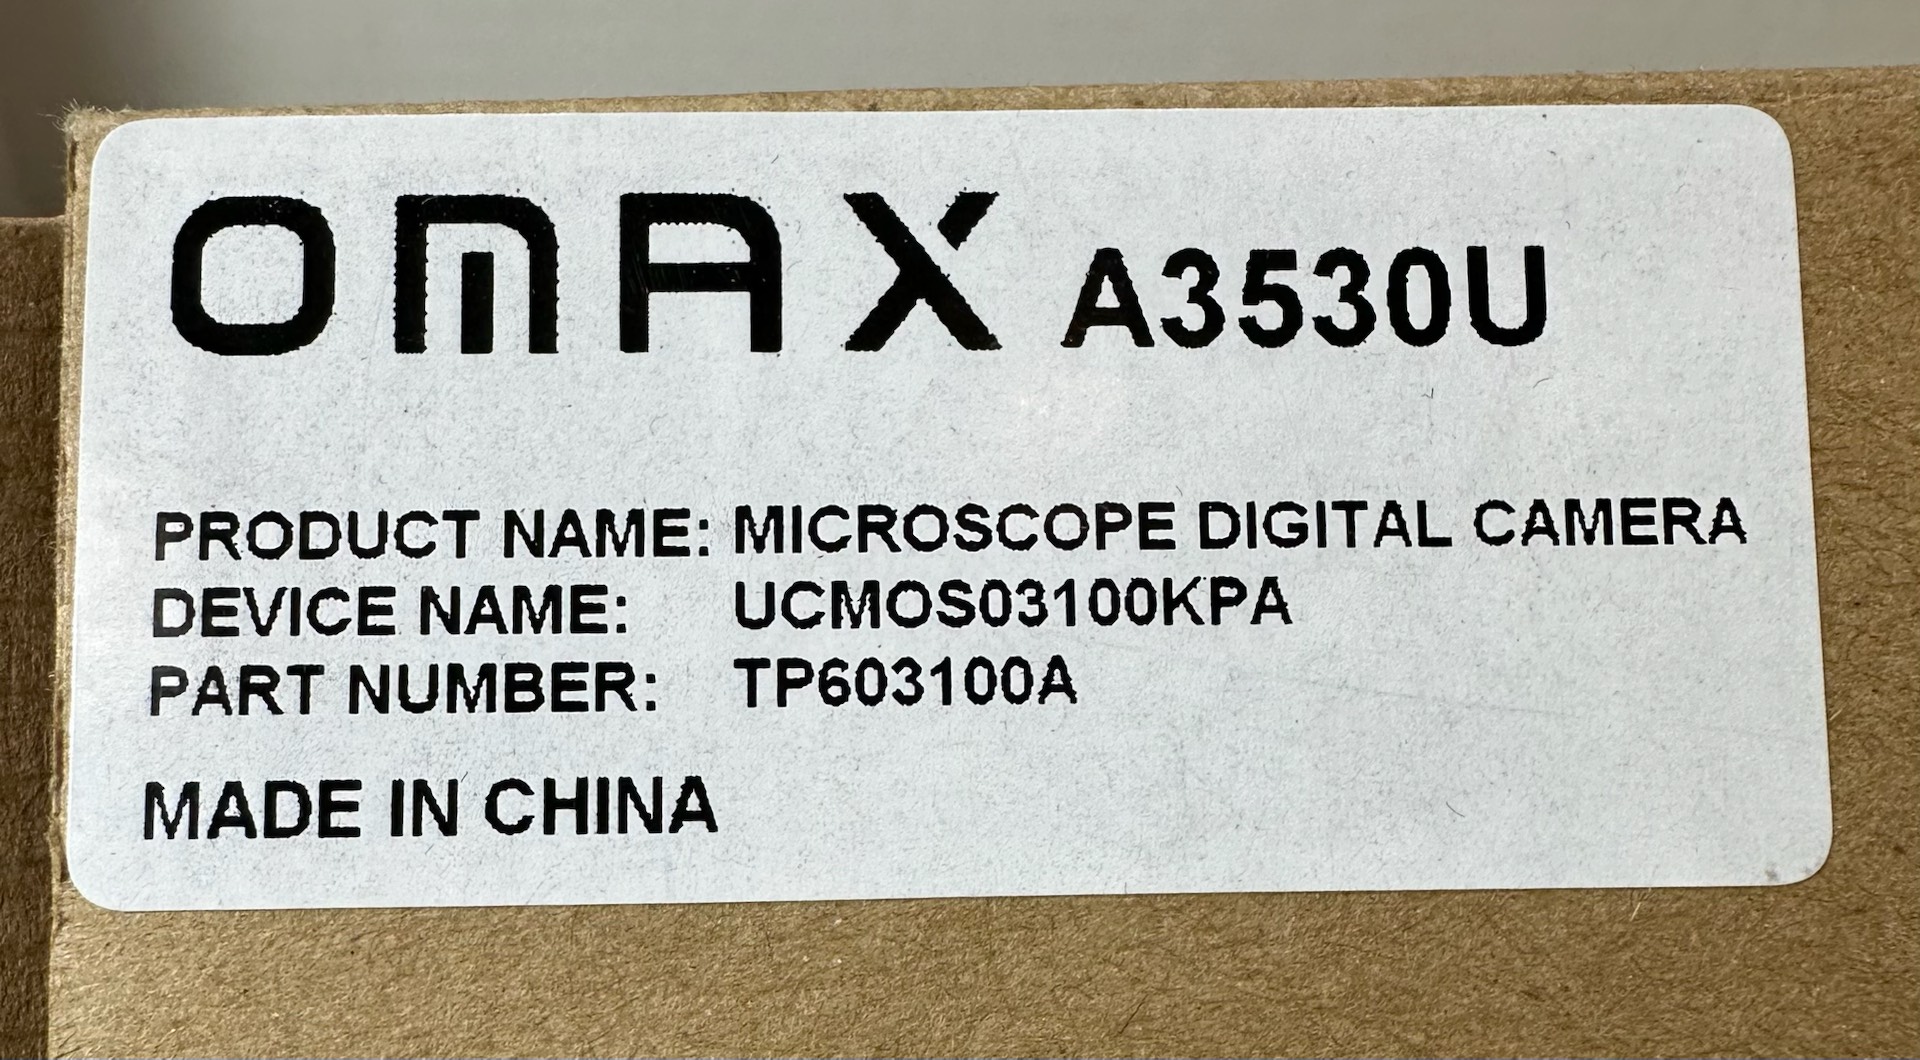 OMAX A3530U
PRODUCT NAME: MICROSCOPE DIGITAL CAMERA
DEVICE NAME: UCMOS03100KPA
PART NUMBER: TP603100A
MADE IN CHINA